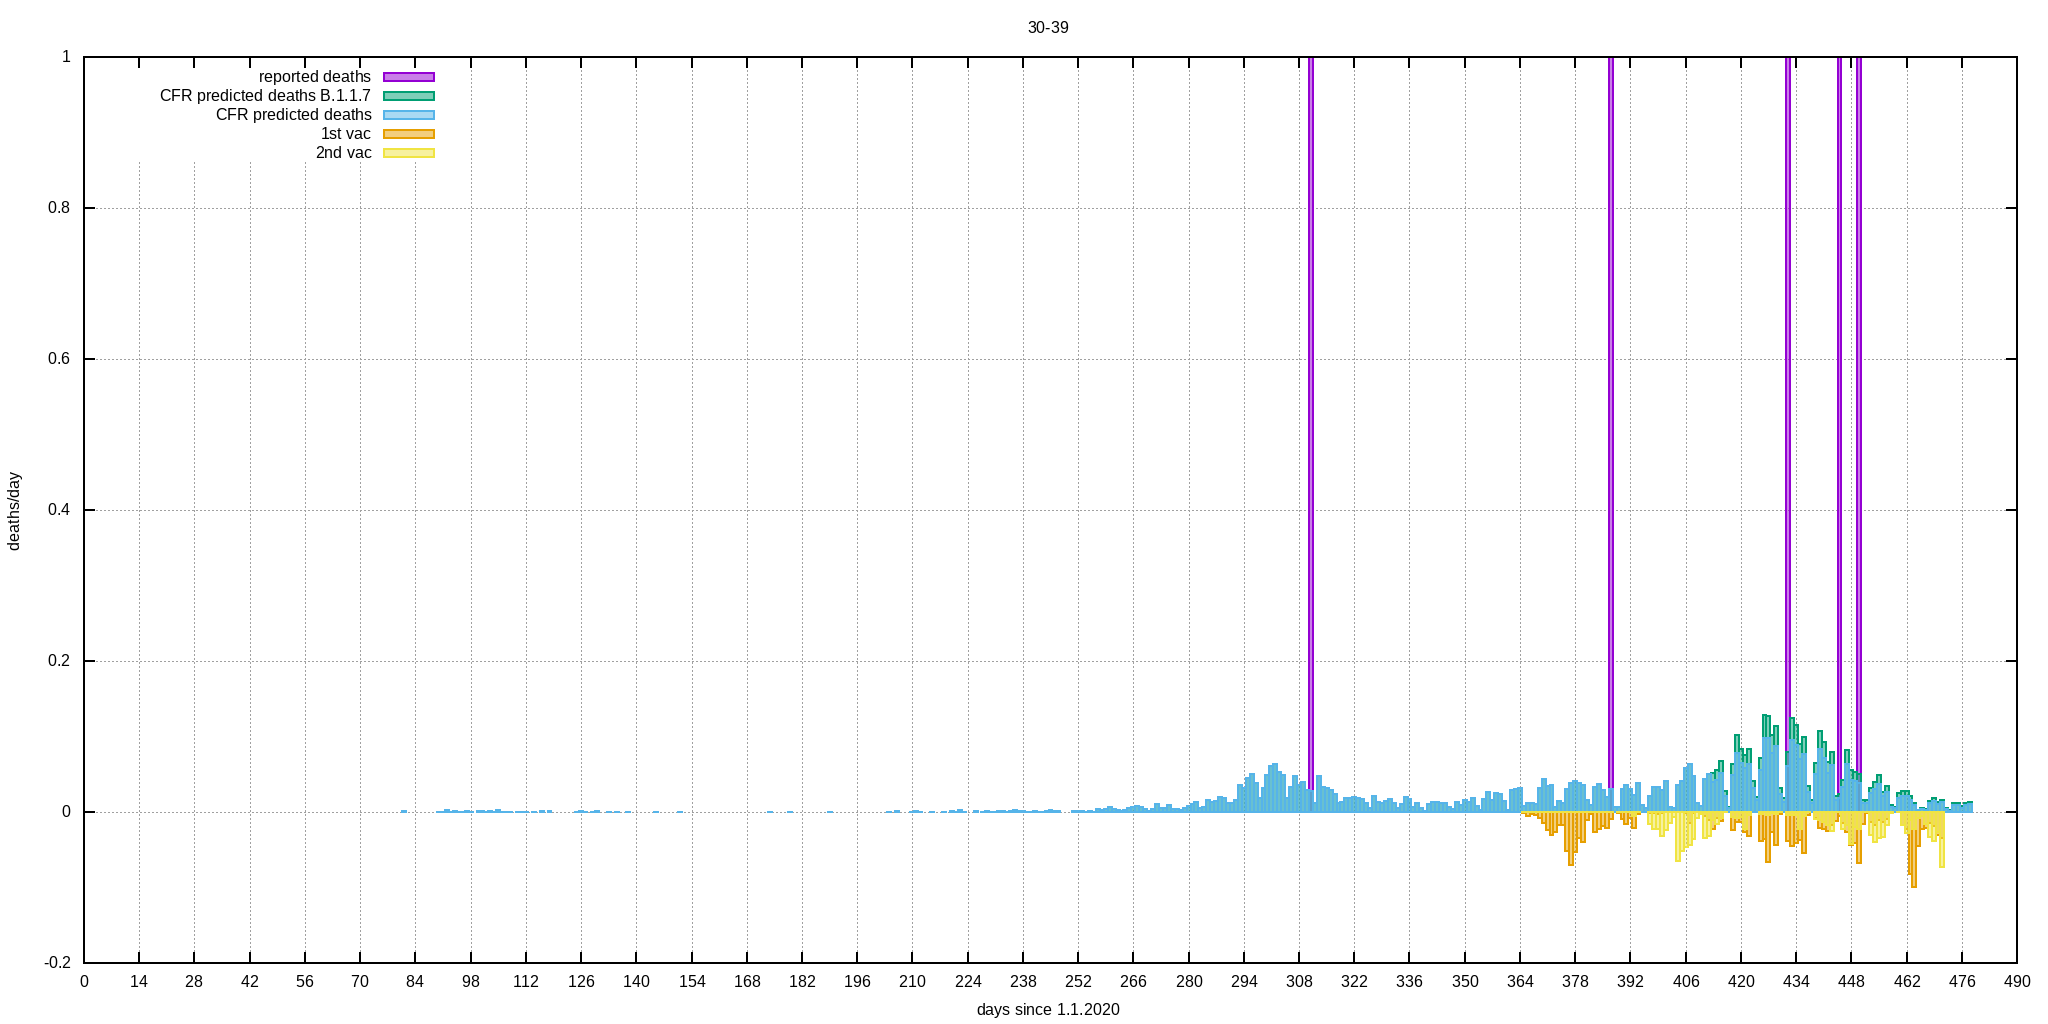 30-39
reported deaths
CFR predicted deaths B.1.1.7
CFR predicted deaths
1st vac
2nd vac
1
0.8
0.6
0.4
0.2
0
-0.2
deaths/day
0 14 28 42 56 70 84 98 112 126 140 154 168 182 196 210 224 238 252 266 280 294 308 322 336 350 364 378 392 406 420 434 448 462 476 490
days since 1.1.2020